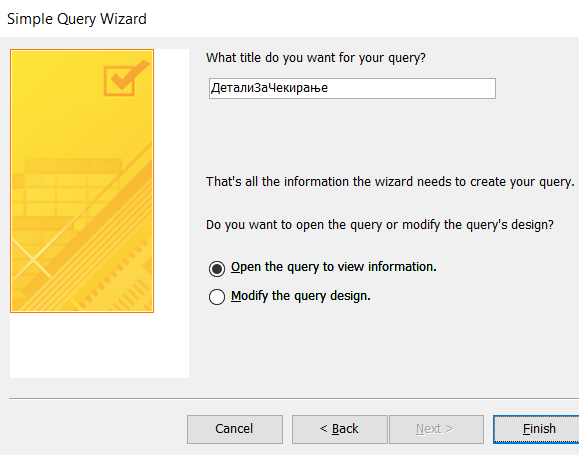 Simple Query Wizard
What title do you want for your query?
ДеталиЗаЧекирање
That's all the information the wizard needs to create your query.
Do you want to open the query or modify the query's design?
Open the query to view information.
Modify the query design.
Cancel
< Back
Next >
Finish